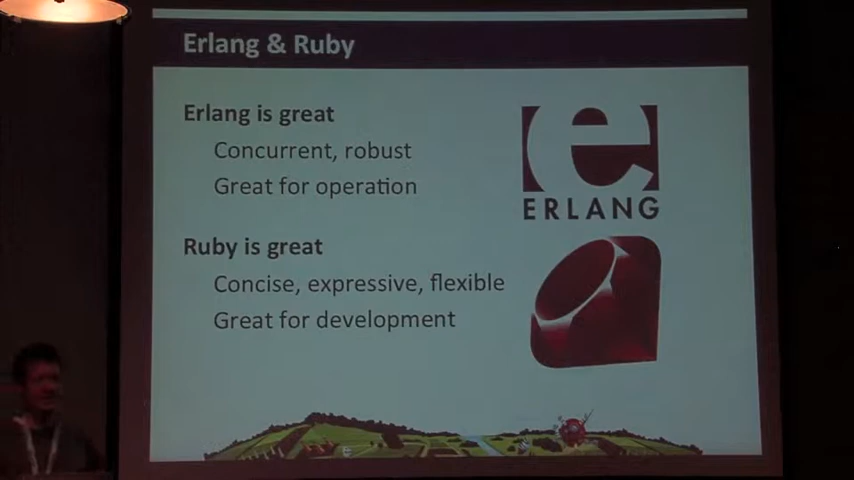 Erlang & Ruby
Erlang is great
Concurrent, robust
Great for operation
ERLANG
Ruby is great
Concise, expressive, flexible
Great for development